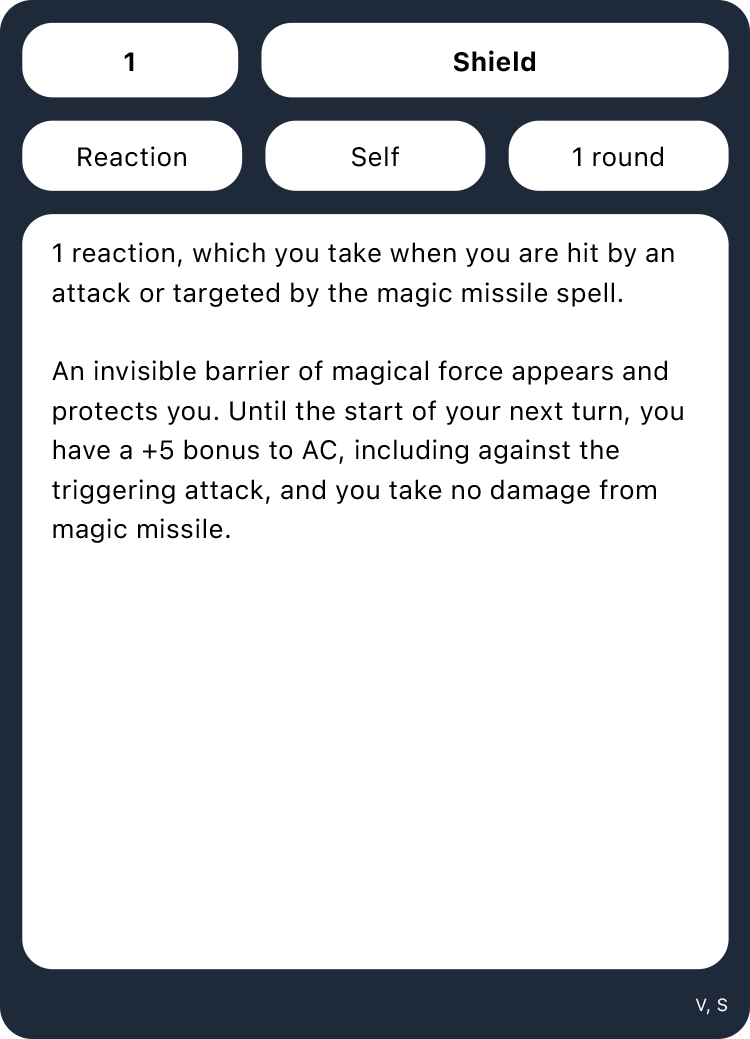 1
Shield
Reaction
Self
1 round
1 reaction, which you take when you are hit by an
attack or targeted by the magic missile spell.
An invisible barrier of magical force appears and
protects you. Until the start of your next turn, you
have a +5 bonus to AC, including against the
triggering attack, and you take no damage from
magic missile.
V, S